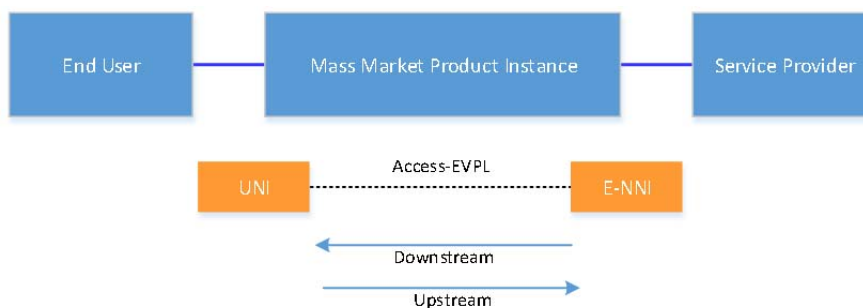 End User
Mass Market Product Instance
Service Provider
Access-EVPL
UNI
E-NNI
Downstream
Upstream